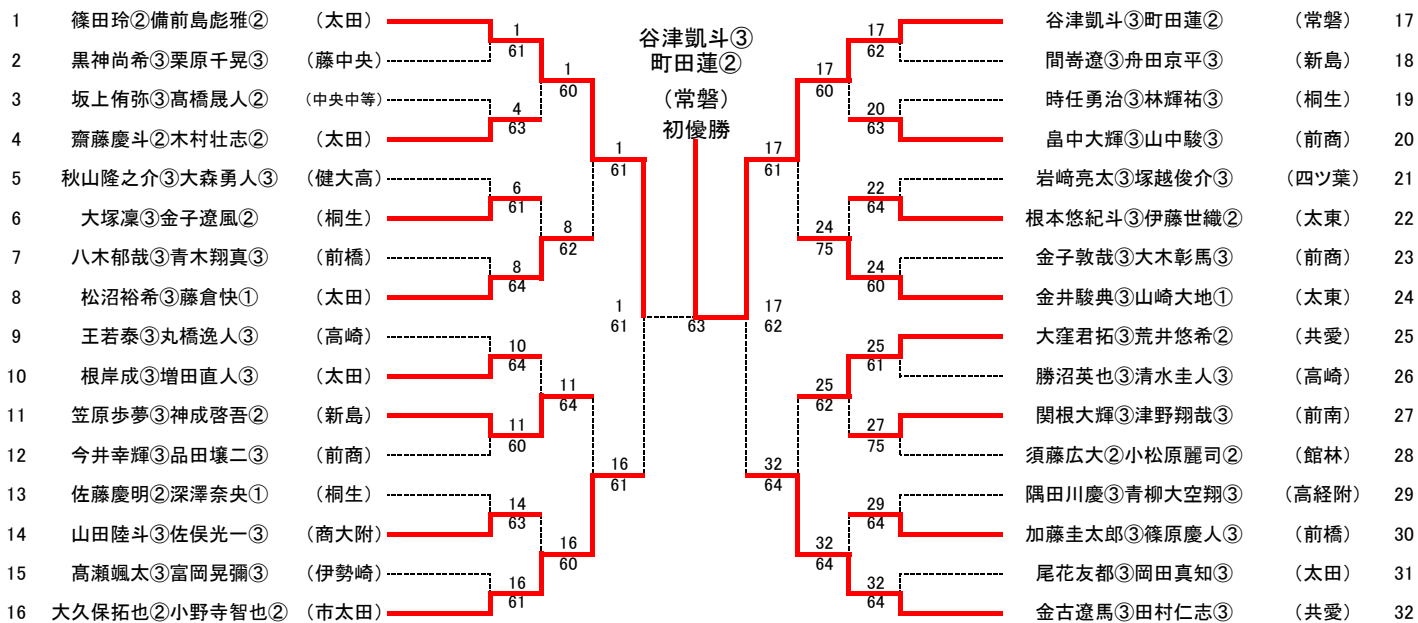 1 篠田玲②備前島彪雅② (太田)
2 黒神尚希③栗原千晃③ (藤中央)
3 坂上侑弥③髙橋晟人② (中央中等)
4 齋藤慶斗②木村壮志② (太田)
5 秋山隆之介③大森勇人③ (健大高)
6 大塚凜③金子遼風② (桐生)
7 八木郁哉③青木翔真③ (前橋)
8 松沼裕希③藤倉快① (太田)
9 王若泰③丸橋逸人③ (高崎)
10 根岸成③増田直人③ (太田)
11 笠原歩夢③神成啓吾② (新島)
12 今井幸輝③品田壌二③ (前商)
13 佐藤慶明②深澤奈央① (桐生)
14 山田陸斗③佐俣光一③ (商大附)
15 髙瀬颯太③富岡晃彌③ (伊勢崎)
16 大久保拓也②小野寺智也② (市太田)
1
61
4
63
6
61
8
64
10
64
11
60
14
63
16
61
1
60
8
62
11
64
16
60
1
61
16
61
1
61
谷津凱斗③
町田蓮②
(常磐)
初優勝
63
17
62
17
61
32
64
17
60
24
75
25
62
32
64
17
62
20
63
22
64
24
60
25
61
27
75
29
64
32
64
谷津凱斗③町田蓮② (常磐) 17
間嵜遼③舟田京平③ (新島) 18
時任勇治③林輝祐③ (桐生) 19
畠中大輝③山中駿③ (前商) 20
岩﨑亮太③塚越俊介③ (四ツ葉) 21
根本悠紀斗③伊藤世織② (太東) 22
金子敦哉③大木彰馬③ (前商) 23
金井駿典③山崎大地① (太東) 24
大窪君拓③荒井悠希② (共愛) 25
勝沼英也③清水圭人③ (高崎) 26
関根大輝③津野翔哉③ (前南) 27
須藤広大②小松原麗司② (館林) 28
隅田川慶③青柳大空翔③ (高経附) 29
加藤圭太郎③篠原慶人③ (前橋) 30
尾花友都③岡田真知③ (太田) 31
金古遼馬③田村仁志③ (共愛) 32